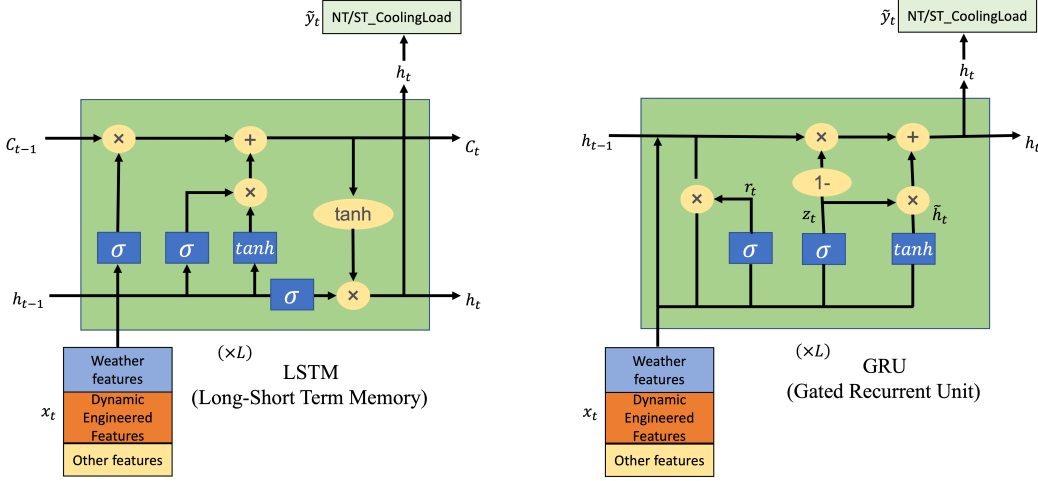 ỹₜ
NT/ST_CoolingLoad
hₜ
Cₜ₋₁
×
+
Cₜ
×
tanh
σ
σ
tanh
hₜ₋₁
σ
×
hₜ
(×L)
LSTM
(Long-Short Term Memory)
xₜ
Weather
features
Dynamic
Engineered
Features
Other features
ỹₜ
NT/ST_CoolingLoad
hₜ
hₜ₋₁
×
+
hₜ
1-
×
rₜ
zₜ
×
h̃ₜ
σ
σ
tanh
(×L)
GRU
(Gated Recurrent Unit)
xₜ
Weather
features
Dynamic
Engineered
Features
Other features